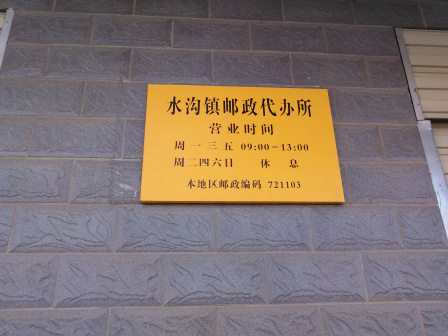 水沟镇邮政代办所
营业时间
周一三五 09:00-13:00
周二四六日 休息
本地区邮政编码 721103